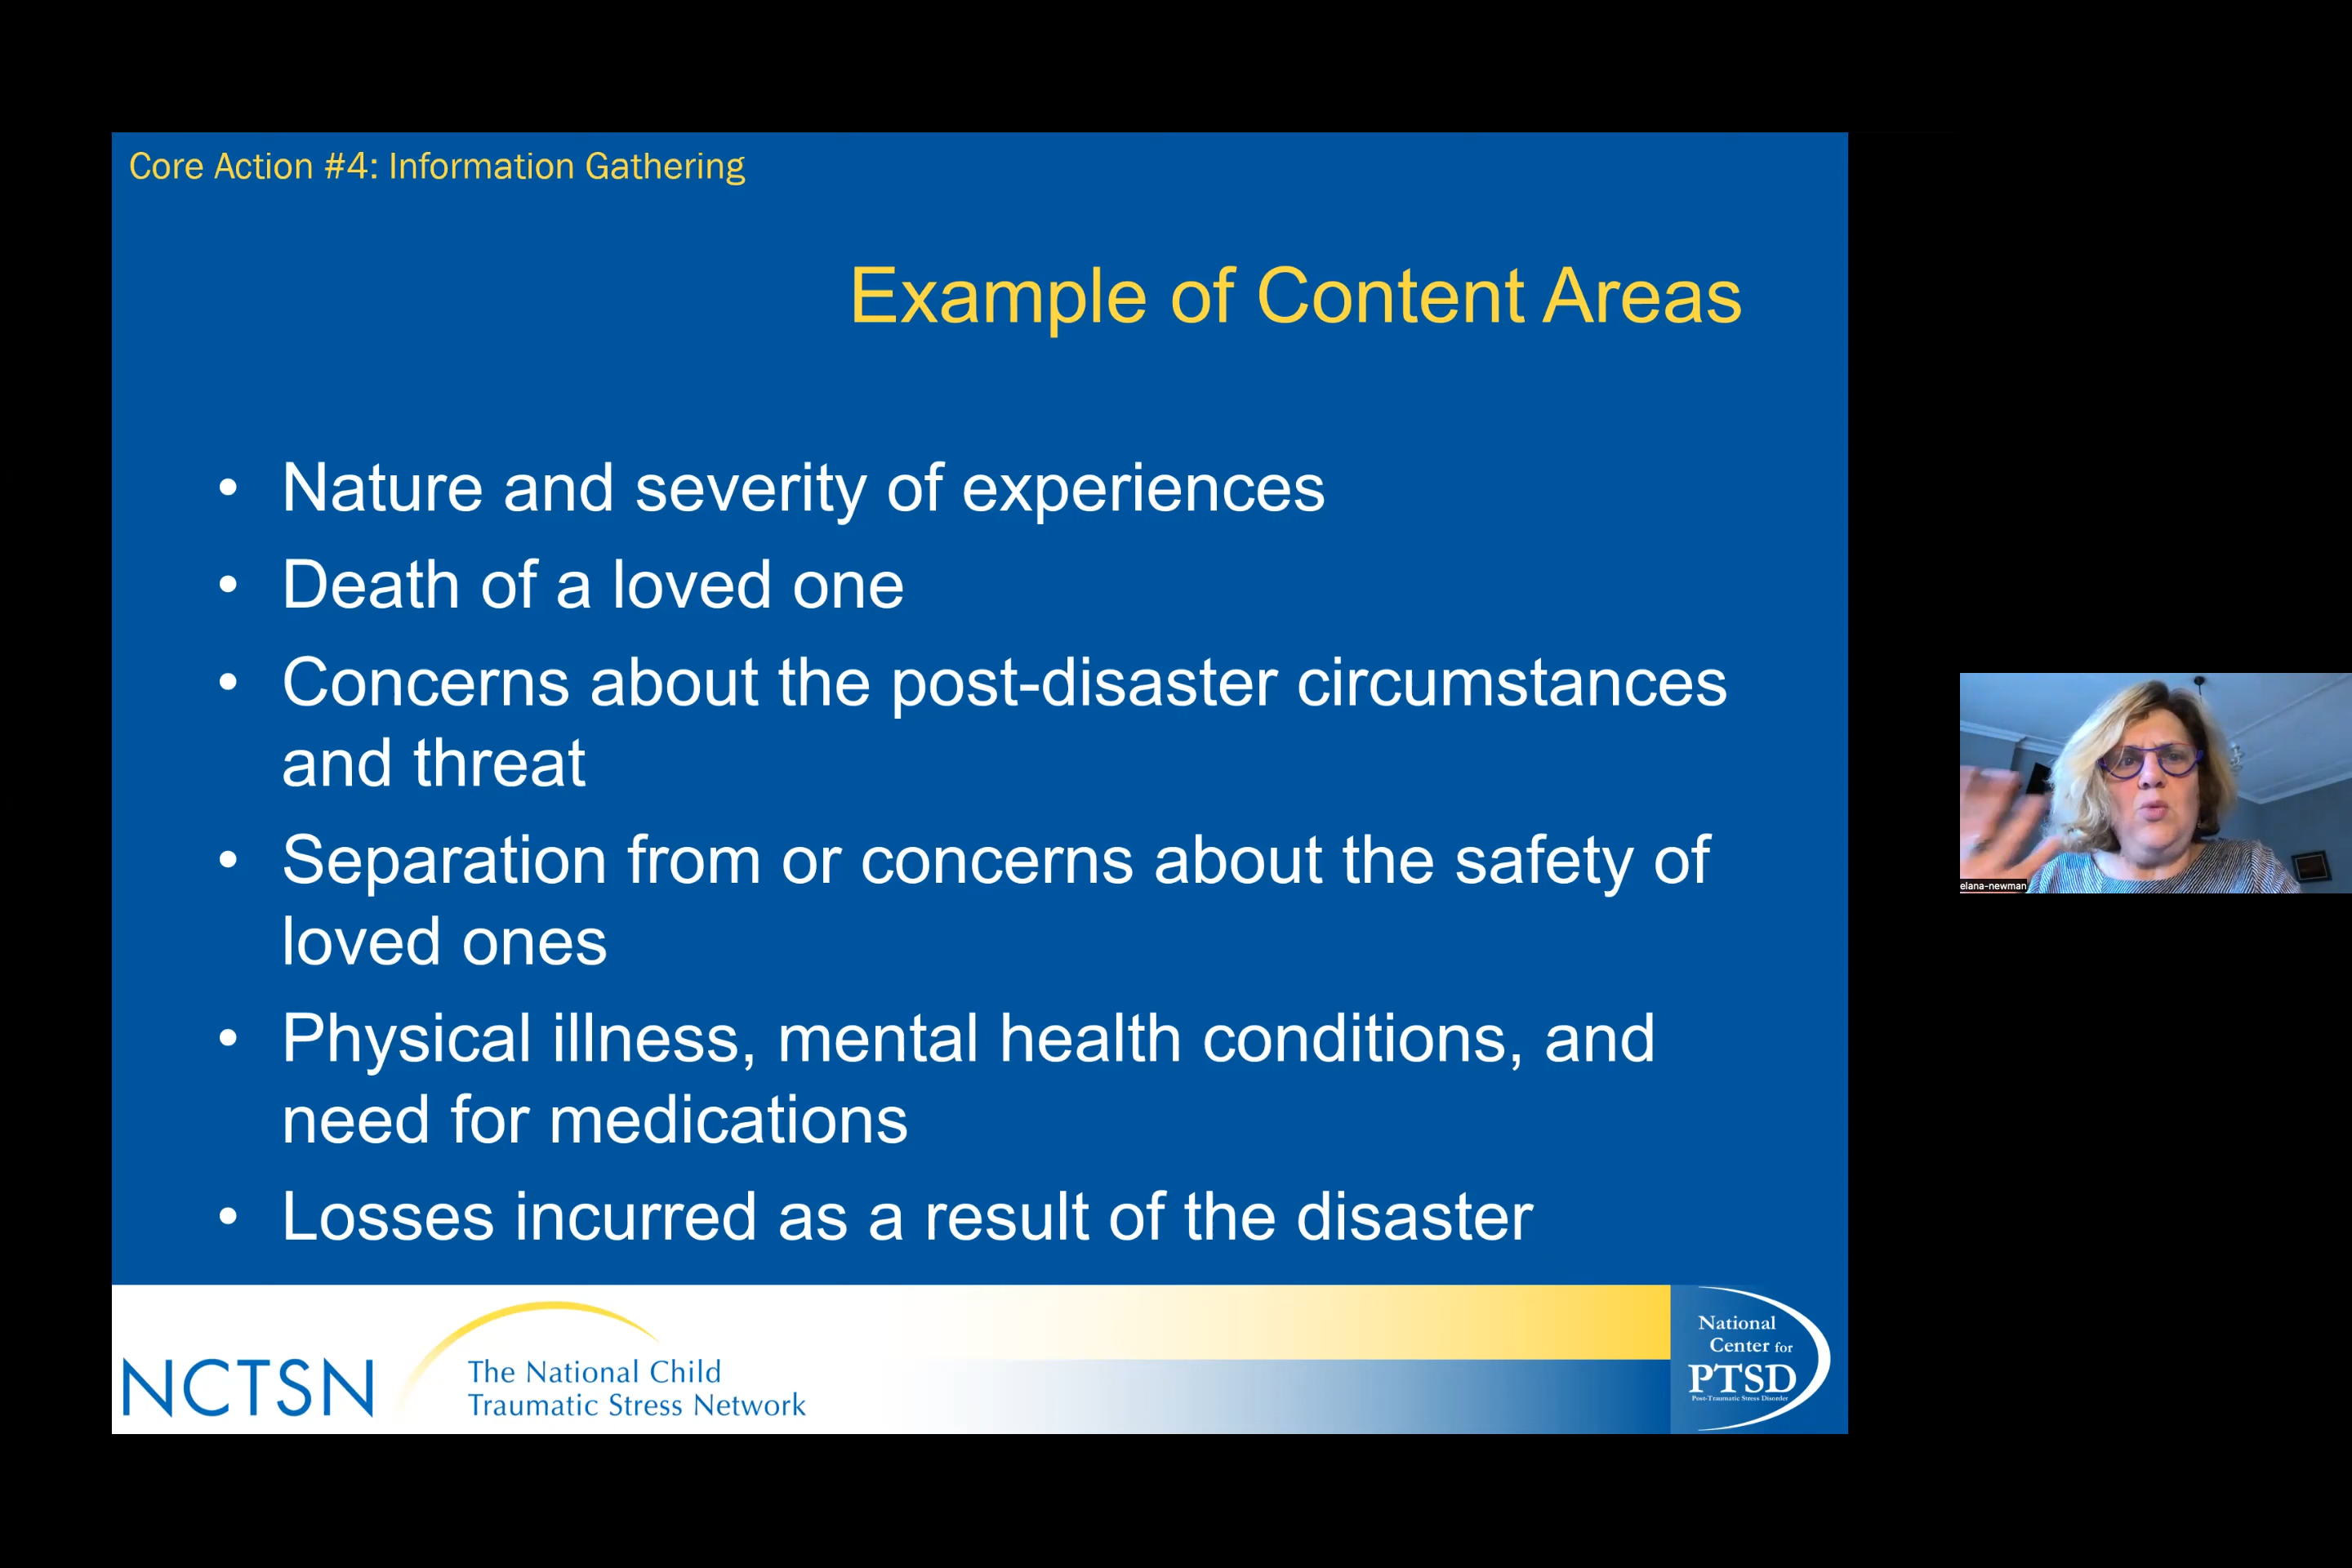 Core Action #4: Information Gathering
Example of Content Areas
• Nature and severity of experiences
• Death of a loved one
• Concerns about the post-disaster circumstances
and threat
• Separation from or concerns about the safety of
loved ones
• Physical illness, mental health conditions, and
need for medications
• Losses incurred as a result of the disaster
NCTSN
The National Child
Traumatic Stress Network
National
Center for
PTSD
Post-Traumatic Stress Disorder
elana-newman